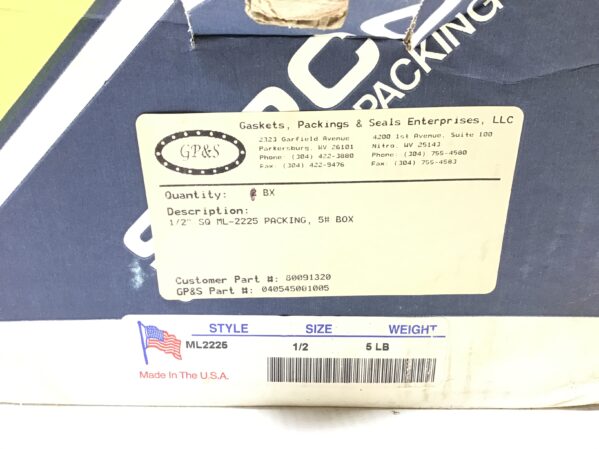 PACKING
Gaskets, Packings & Seals Enterprises, LLC
GP&S
2323 Garfield Avenue
Parkersburg, WV 26101
Phone: (304) 422-3880
Fax: (304) 422-9476
4200 1st Avenue, Suite 100
Nitro, WV 25143
Phone: (304) 755-4580
Fax: (304) 755-4583
Quantity: BX
Description:
1/2" SQ ML-2225 PACKING, 5# BOX
Customer Part #: 80091320
GP&S Part #: 040545001005
STYLE SIZE WEIGHT
ML2225 1/2 5 LB
Made In The U.S.A.